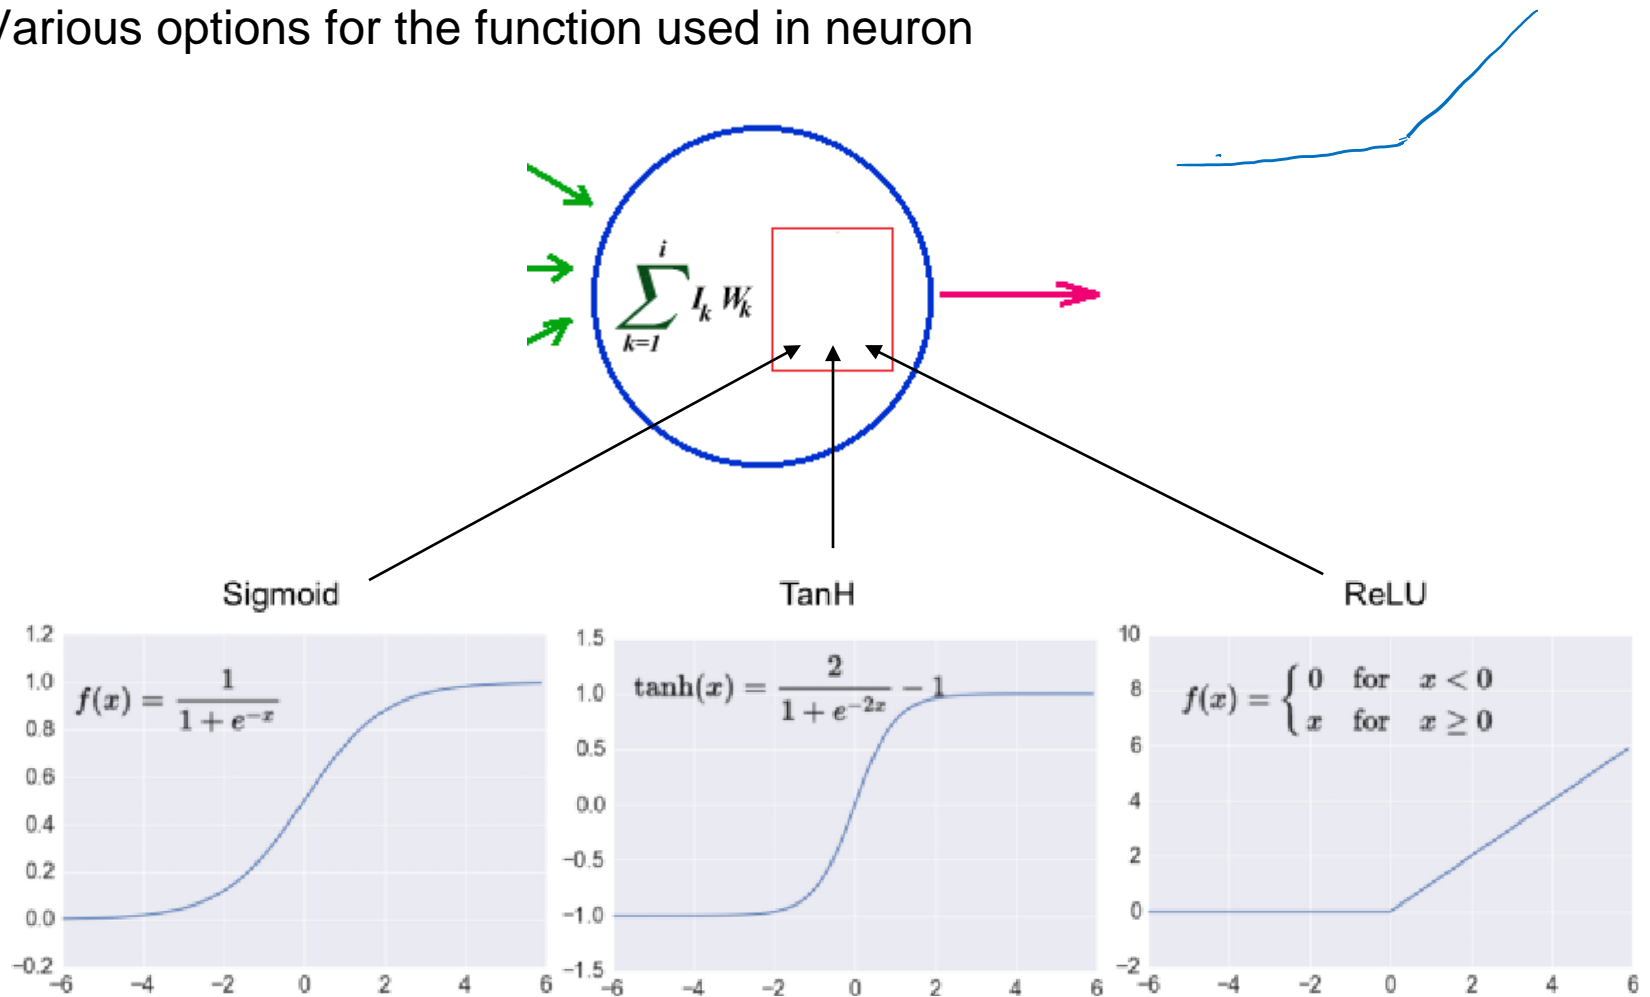 Various options for the function used in neuron
i
∑ I_k W_k
k=1
Sigmoid
TanH
ReLU
1.2
1.0
0.8
0.6
0.4
0.2
0.0
−0.2
−6 −4 −2 0 2 4 6
f(x) = 1 / (1 + e^{−x})
1.5
1.0
0.5
0.0
−0.5
−1.0
−1.5
−6 −4 −2 0 2 4 6
tanh(x) = 2 / (1 + e^{−2x}) − 1
10
8
6
4
2
0
−2
−6 −4 −2 0 2 4 6
f(x) = { 0 for x < 0
x for x ≥ 0